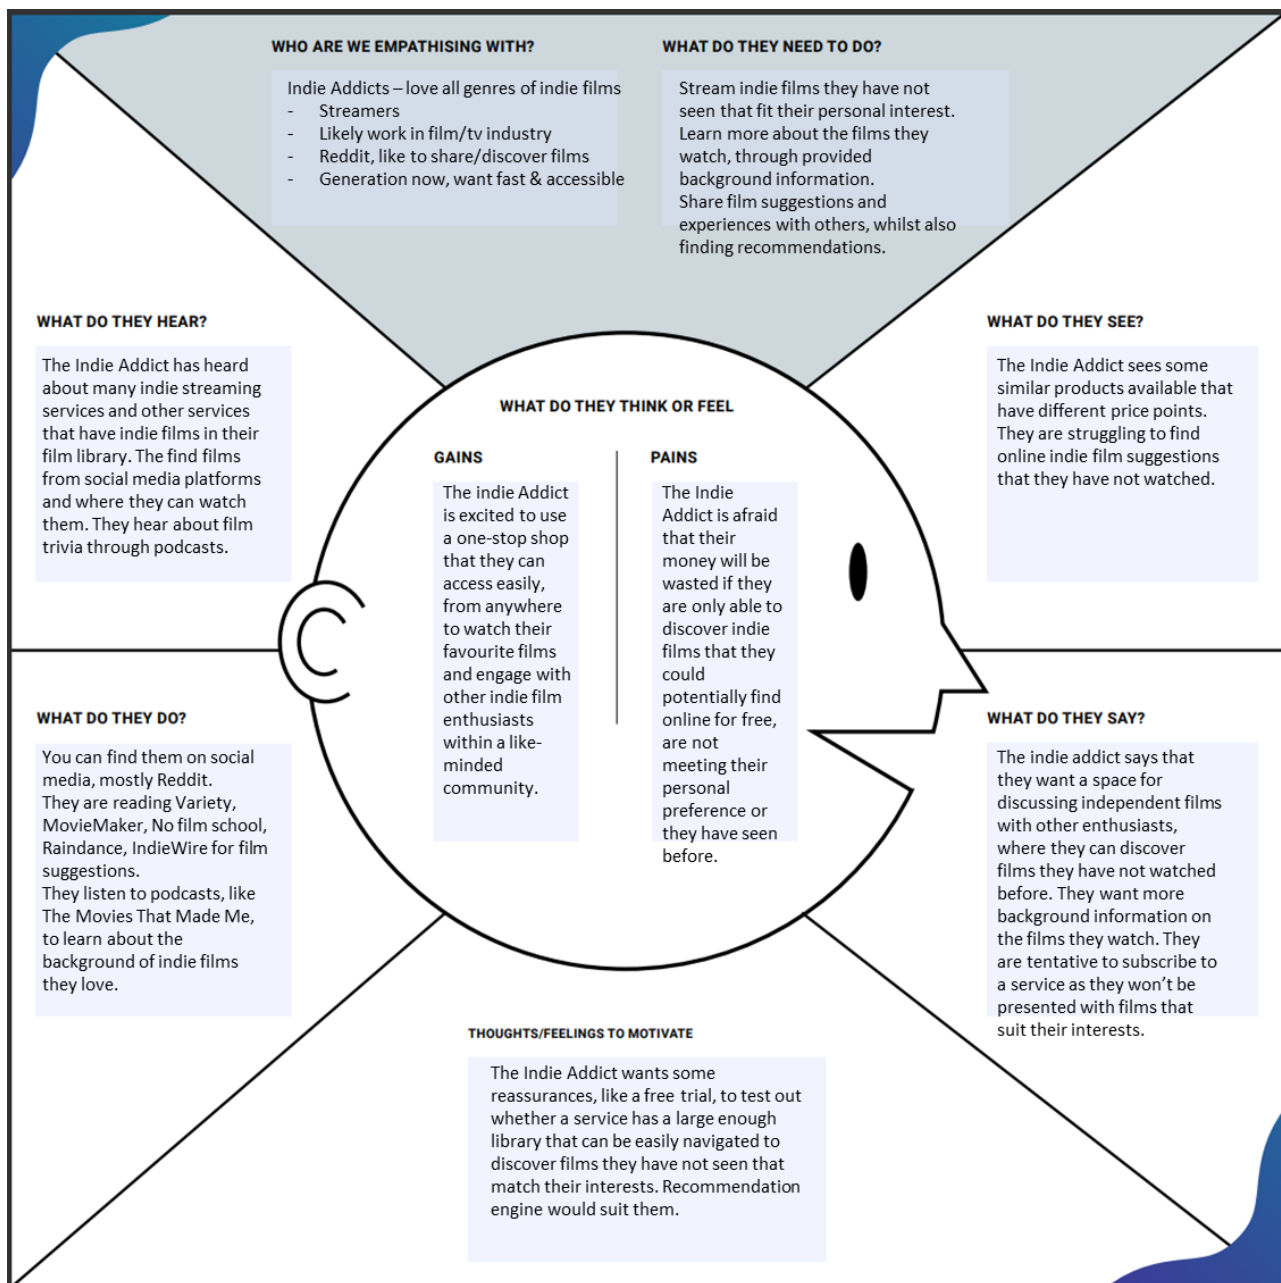 WHO ARE WE EMPATHISING WITH?
Indie Addicts – love all genres of indie films
- Streamers
- Likely work in film/tv industry
- Reddit, like to share/discover films
- Generation now, want fast & accessible
WHAT DO THEY NEED TO DO?
Stream indie films they have not
seen that fit their personal interest.
Learn more about the films they
watch, through provided
background information.
Share film suggestions and
experiences with others, whilst also
finding recommendations.
WHAT DO THEY HEAR?
The Indie Addict has heard
about many indie streaming
services and other services
that have indie films in their
film library. The find films
from social media platforms
and where they can watch
them. They hear about film
trivia through podcasts.
WHAT DO THEY THINK OR FEEL
GAINS
The indie Addict
is excited to use
a one-stop shop
that they can
access easily,
from anywhere
to watch their
favourite films
and engage with
other indie film
enthusiasts
within a like-
minded
community.
PAINS
The Indie
Addict is afraid
that their
money will be
wasted if they
are only able to
discover indie
films that they
could
potentially find
online for free,
are not
meeting their
personal
preference or
they have seen
before.
WHAT DO THEY SEE?
The Indie Addict sees some
similar products available that
have different price points.
They are struggling to find
online indie film suggestions
that they have not watched.
WHAT DO THEY DO?
You can find them on social
media, mostly Reddit.
They are reading Variety,
MovieMaker, No film school,
Raindance, IndieWire for film
suggestions.
They listen to podcasts, like
The Movies That Made Me,
to learn about the
background of indie films
they love.
WHAT DO THEY SAY?
The indie addict says that
they want a space for
discussing independent films
with other enthusiasts,
where they can discover
films they have not watched
before. They want more
background information on
the films they watch. They
are tentative to subscribe to
a service as they won't be
presented with films that
suit their interests.
THOUGHTS/FEELINGS TO MOTIVATE
The Indie Addict wants some
reassurances, like a free trial, to test out
whether a service has a large enough
library that can be easily navigated to
discover films they have not seen that
match their interests. Recommendation
engine would suit them.